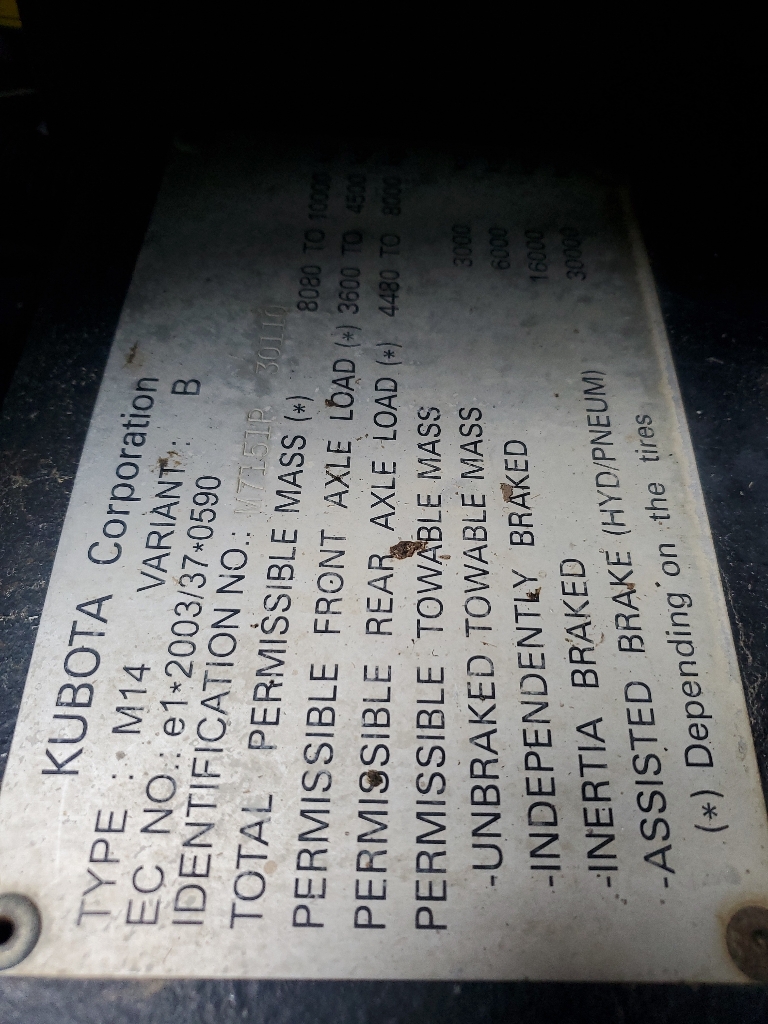 KUBOTA Corporation
TYPE : M14 VARIANT : B
EC NO.: e1*2003/37*0590
IDENTIFICATION NO.: M7151P 30110
TOTAL PERMISSIBLE MASS (*) 8080 TO 10000
PERMISSIBLE FRONT AXLE LOAD (*) 3600 TO 4500
PERMISSIBLE REAR AXLE LOAD (*) 4480 TO 8000
PERMISSIBLE TOWABLE MASS
-UNBRAKED TOWABLE MASS 3000
-INDEPENDENTLY BRAKED 6000
-INERTIA BRAKED 16000
-ASSISTED BRAKE (HYD/PNEUM) 30000
(*) Depending on the tires